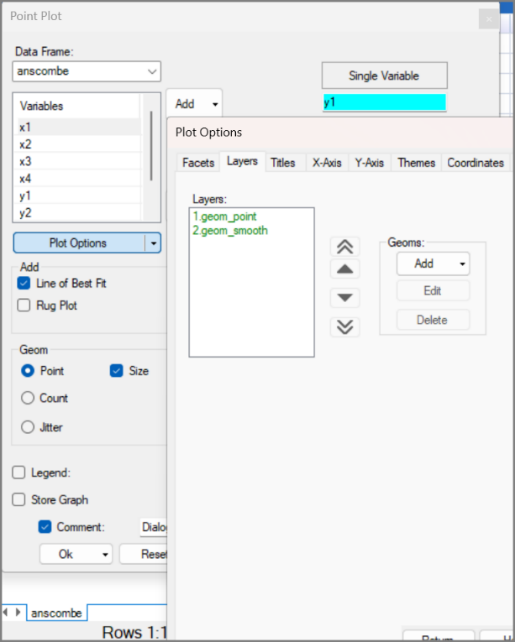 Point Plot
Data Frame:
anscombe
Single Variable
Variables
x1
x2
x3
x4
y1
y2
Add
y1
Plot Options
Add
Line of Best Fit
Rug Plot
Geom
Point
Size
Count
Jitter
Legend:
Store Graph
Comment:
Ok
Plot Options
Facets Layers Titles X-Axis Y-Axis Themes Coordinates
Layers:
1.geom_point
2.geom_smooth
Geoms:
Add
Edit
Delete
anscombe
Rows 1:1